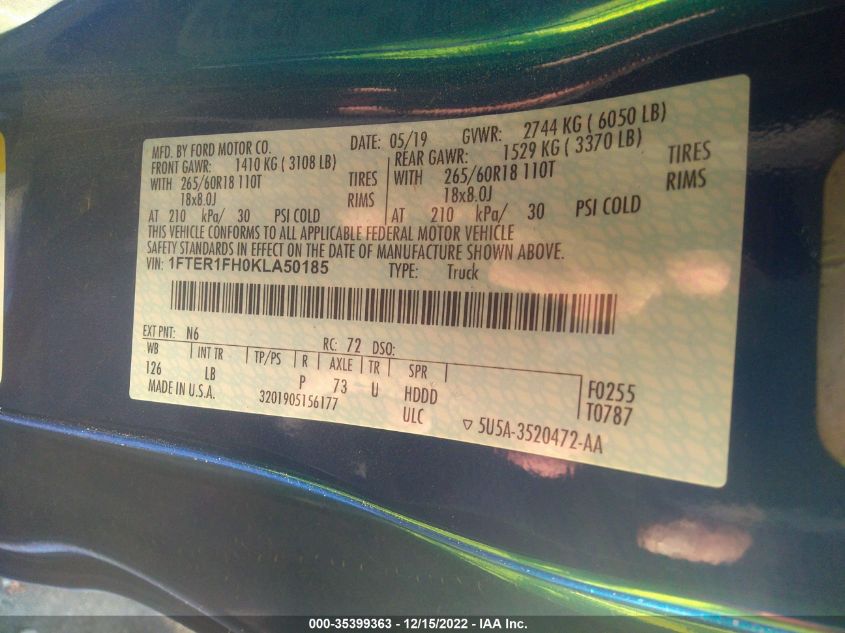 MFD. BY FORD MOTOR CO. DATE: 05/19 GVWR: 2744 KG ( 6050 LB)
FRONT GAWR: 1410 KG ( 3108 LB) REAR GAWR: 1529 KG ( 3370 LB)
WITH 265/60R18 110T TIRES WITH 265/60R18 110T TIRES
18x8.0J RIMS 18x8.0J RIMS
AT 210 kPa/ 30 PSI COLD AT 210 kPa/ 30 PSI COLD
THIS VEHICLE CONFORMS TO ALL APPLICABLE FEDERAL MOTOR VEHICLE
SAFETY STANDARDS IN EFFECT ON THE DATE OF MANUFACTURE SHOWN ABOVE.
VIN: 1FTER1FH0KLA50185 TYPE: Truck
EXT PNT: N6 RC: 72 DSO:
WB INT TR TP/PS R AXLE TR SPR
126 LB P 73 U HDDD F0255
MADE IN U.S.A. 3201905156177 ULC T0787
▽ 5U5A-3520472-AA
000-35399363 - 12/15/2022 - IAA Inc.